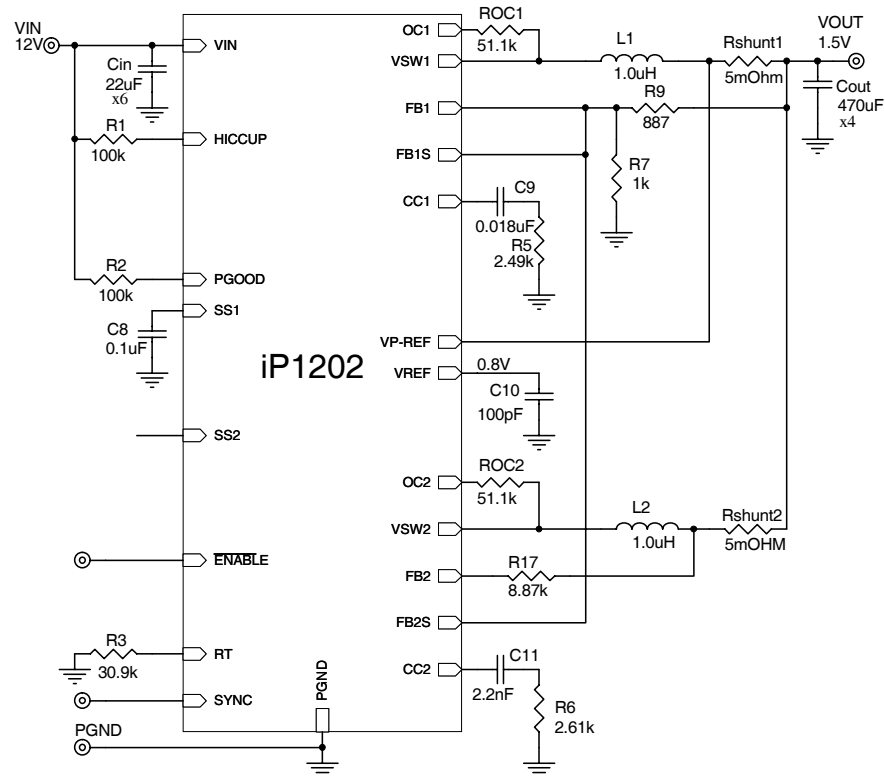 VIN
12V
Cin
22uF
x6
R1
100k
R2
100k
C8
0.1uF
R3
30.9k
PGND
VIN
HICCUP
PGOOD
SS1
SS2
ENABLE
RT
SYNC
PGND
iP1202
OC1
VSW1
FB1
FB1S
CC1
VP-REF
VREF
OC2
VSW2
FB2
FB2S
CC2
ROC1
51.1k
L1
1.0uH
Rshunt1
5mOhm
VOUT
1.5V
Cout
470uF
x4
R9
887
R7
1k
C9
0.018uF
R5
2.49k
0.8V
C10
100pF
ROC2
51.1k
L2
1.0uH
Rshunt2
5mOHM
R17
8.87k
C11
2.2nF
R6
2.61k